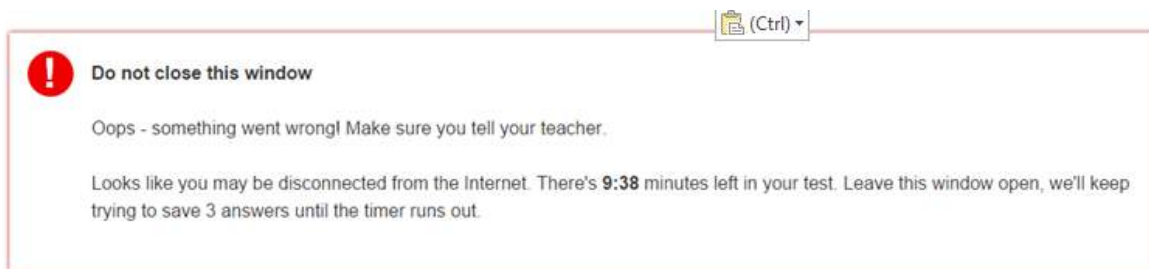 (Ctrl)
Do not close this window
Oops - something went wrong! Make sure you tell your teacher.
Looks like you may be disconnected from the Internet. There's 9:38 minutes left in your test. Leave this window open, we'll keep
trying to save 3 answers until the timer runs out.